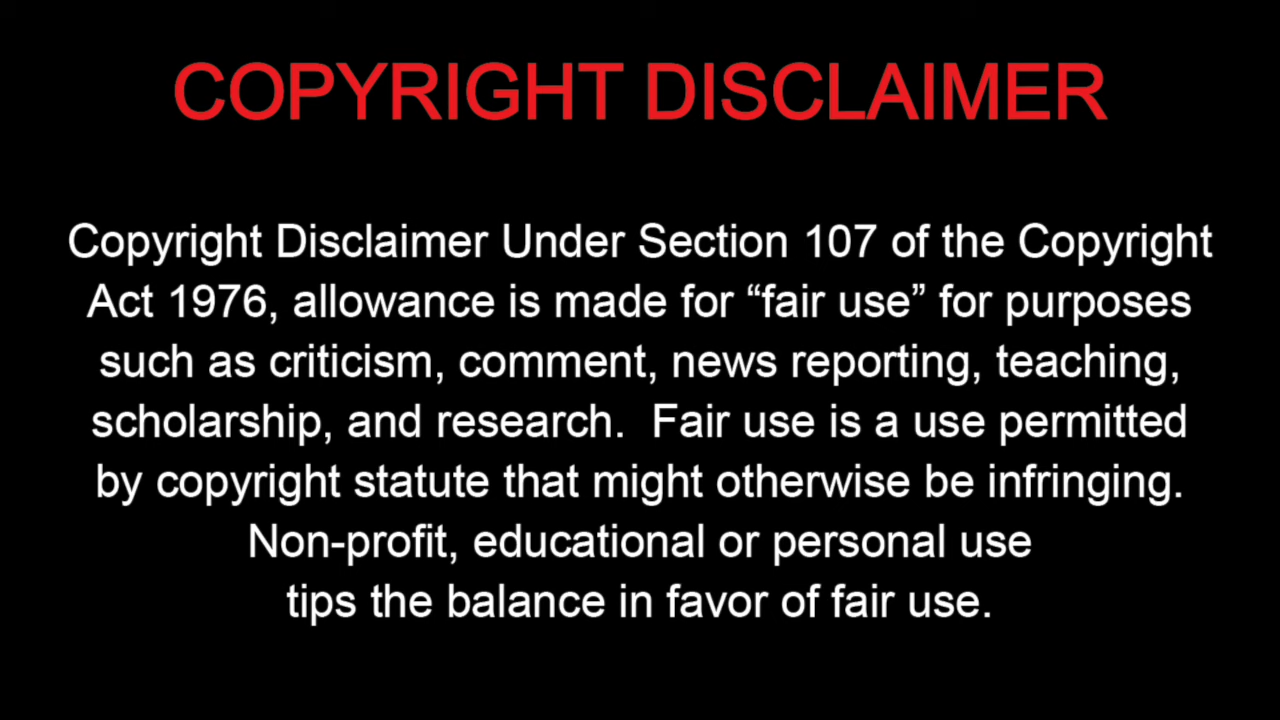 COPYRIGHT DISCLAIMER
Copyright Disclaimer Under Section 107 of the Copyright
Act 1976, allowance is made for “fair use” for purposes
such as criticism, comment, news reporting, teaching,
scholarship, and research.  Fair use is a use permitted
by copyright statute that might otherwise be infringing.
Non-profit, educational or personal use
tips the balance in favor of fair use.